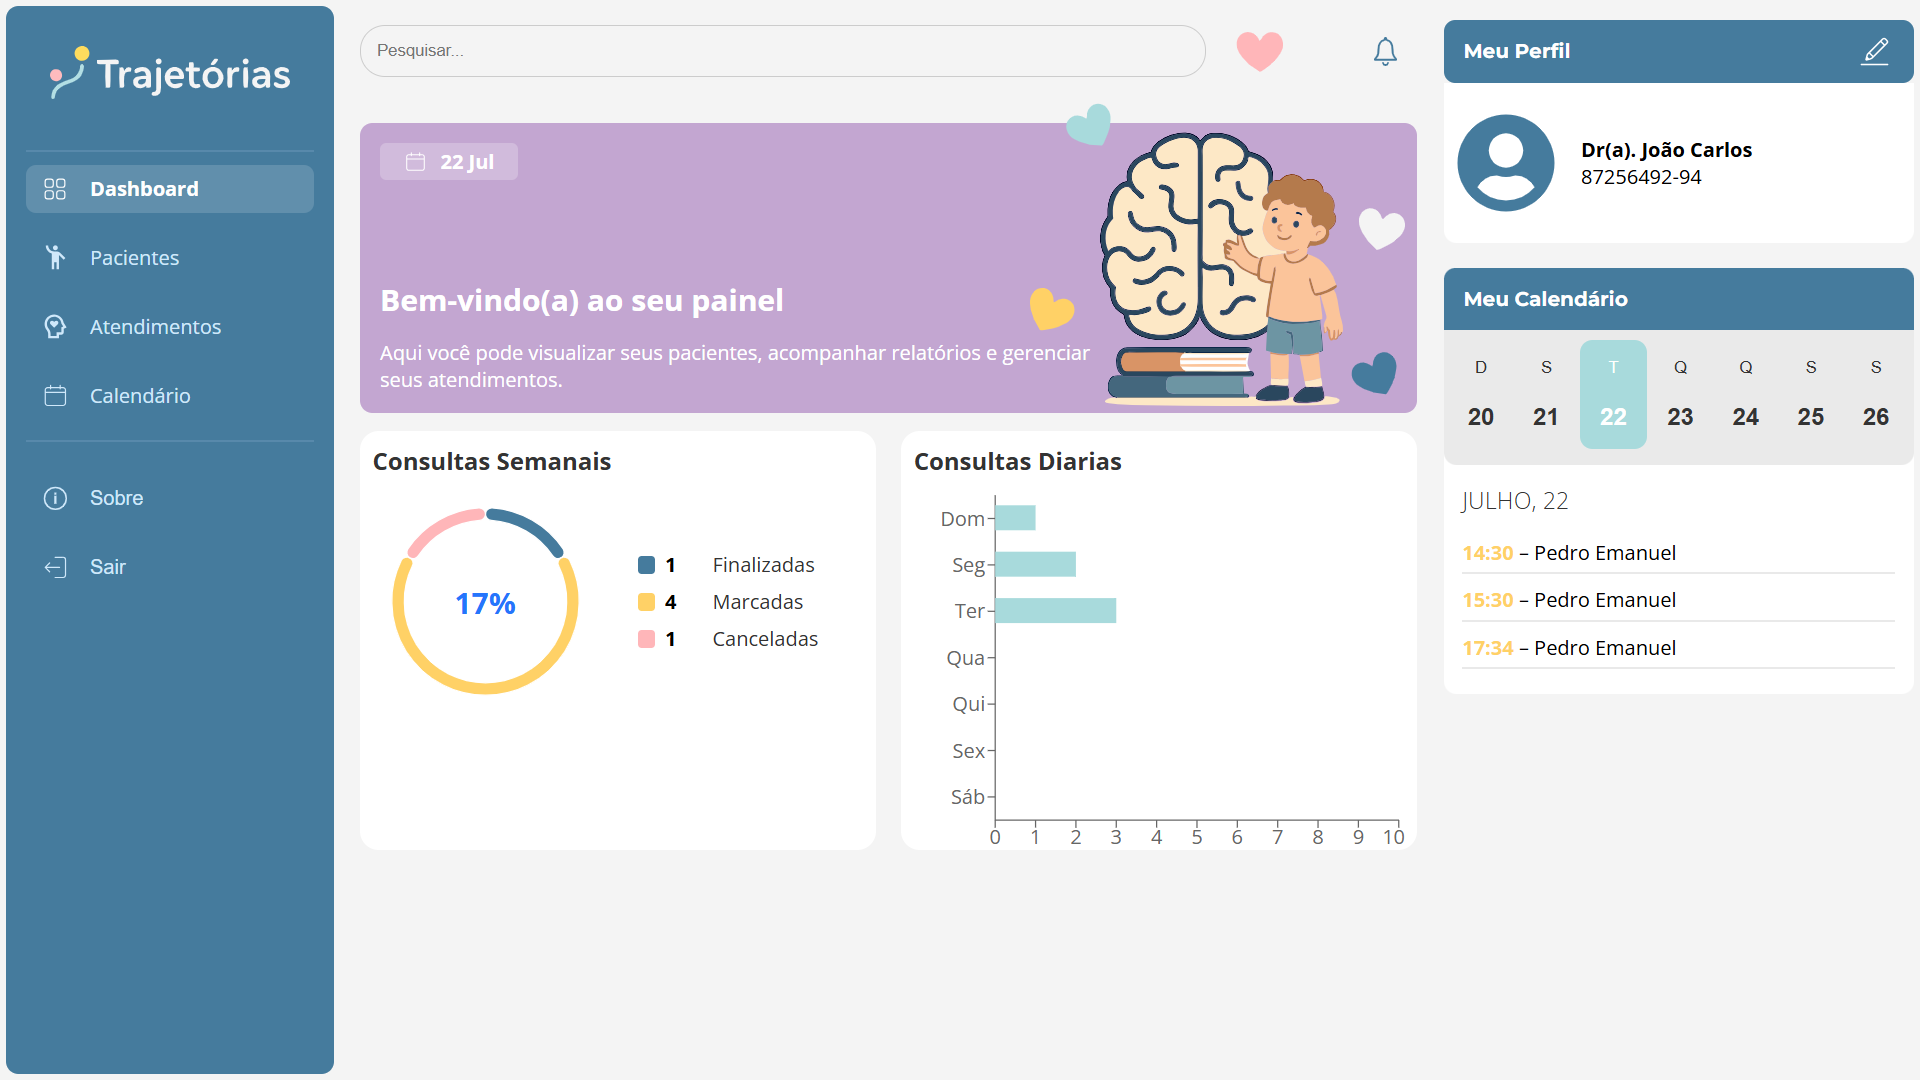 Trajetórias
Dashboard
Pacientes
Atendimentos
Calendário
Sobre
Sair
Pesquisar...
22 Jul
Bem-vindo(a) ao seu painel
Aqui você pode visualizar seus pacientes, acompanhar relatórios e gerenciar
seus atendimentos.
Consultas Semanais
17%
1 Finalizadas
4 Marcadas
1 Canceladas
Consultas Diarias
Dom
Seg
Ter
Qua
Qui
Sex
Sáb
0 1 2 3 4 5 6 7 8 9 10
Meu Perfil
Dr(a). João Carlos
87256492-94
Meu Calendário
D S T Q Q S S
20 21 22 23 24 25 26
JULHO, 22
14:30 – Pedro Emanuel
15:30 – Pedro Emanuel
17:34 – Pedro Emanuel